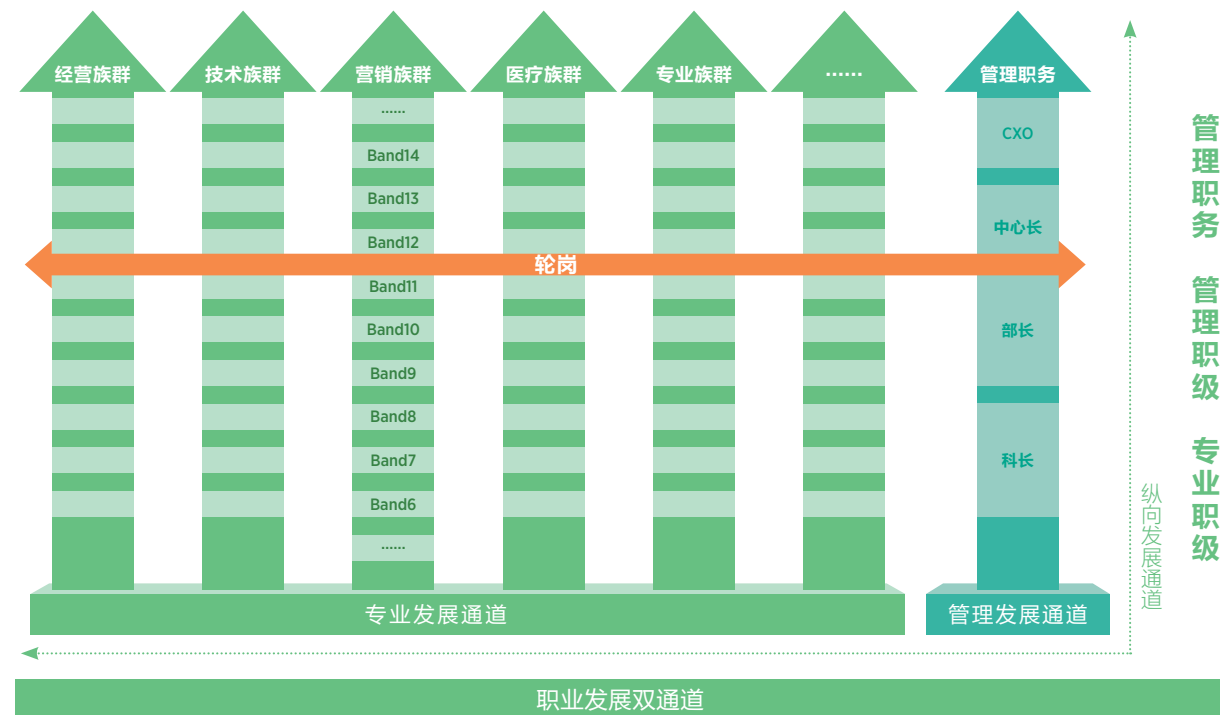 经营族群
技术族群
营销族群
医疗族群
专业族群
......
管理职务
......
Band14
Band13
Band12
Band11
Band10
Band9
Band8
Band7
Band6
......
CXO
中心长
部长
科长
轮岗
专业发展通道
管理发展通道
纵向发展通道
管理职务 管理职级 专业职级
职业发展双通道